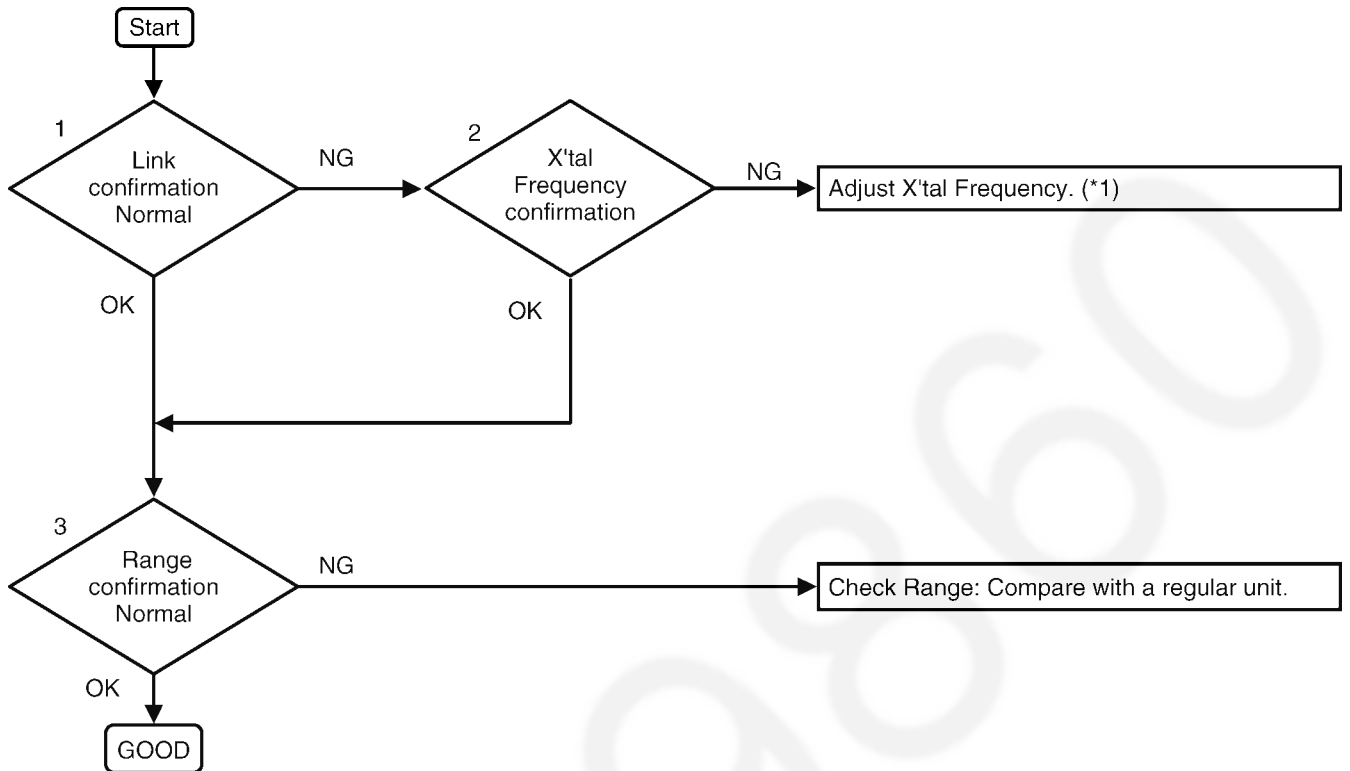 Start
1
Link
confirmation
Normal
NG
2
X'tal
Frequency
confirmation
NG
Adjust X'tal Frequency. (*1)
OK
OK
3
Range
confirmation
Normal
NG
Check Range: Compare with a regular unit.
OK
GOOD
9860